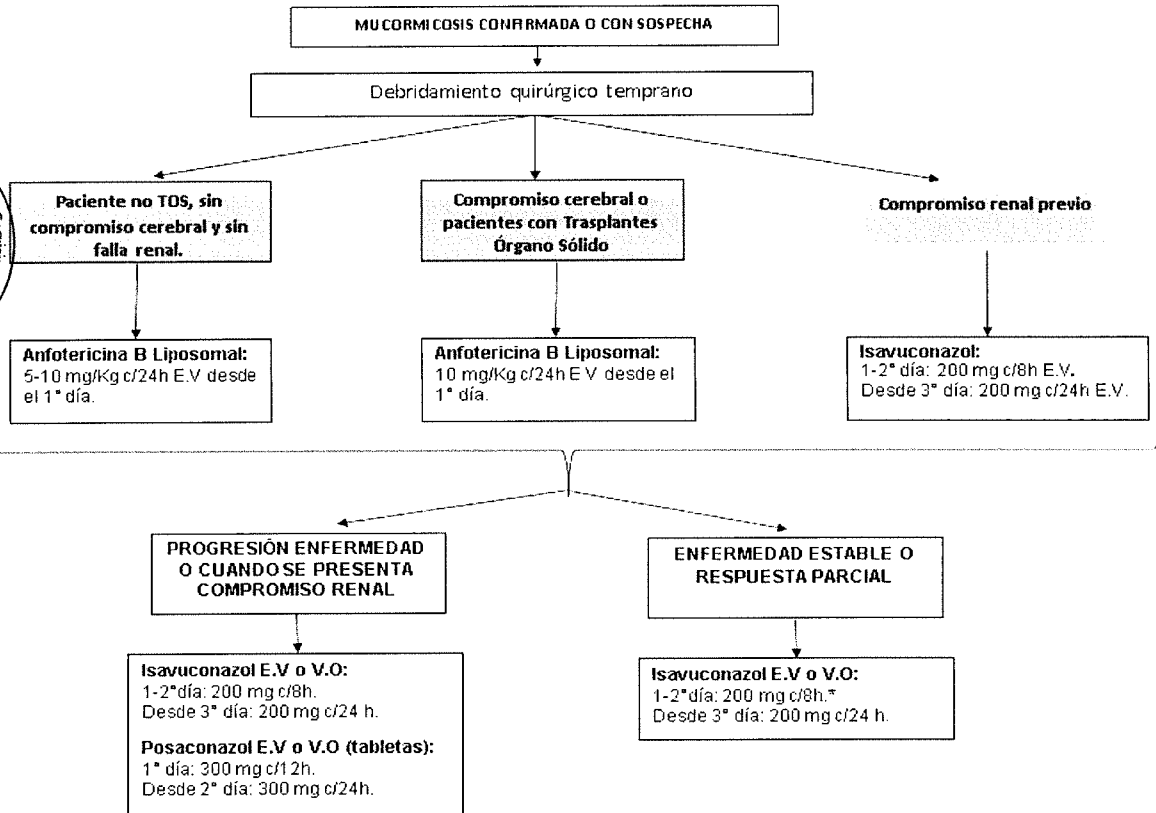 MUCORMICOSIS CONFIRMADA O CON SOSPECHA
Debridamiento quirúrgico temprano
Paciente no TOS, sin
compromiso cerebral y sin
falla renal.
Compromiso cerebral o
pacientes con Trasplantes
Órgano Sólido
Compromiso renal previo
Anfotericina B Liposomal:
5-10 mg/Kg c/24h E.V desde
el 1° día.
Anfotericina B Liposomal:
10 mg/Kg c/24h E.V desde el
1° día.
Isavuconazol:
1-2° día: 200 mg c/8h E.V.
Desde 3° día: 200 mg c/24h E.V.
PROGRESIÓN ENFERMEDAD
O CUANDO SE PRESENTA
COMPROMISO RENAL
ENFERMEDAD ESTABLE O
RESPUESTA PARCIAL
Isavuconazol E.V o V.O:
1-2°día: 200 mg c/8h.
Desde 3° día: 200 mg c/24 h.
Posaconazol E.V o V.O (tabletas):
1° día: 300 mg c/12h.
Desde 2° día: 300 mg c/24h.
Isavuconazol E.V o V.O:
1-2°día: 200 mg c/8h.*
Desde 3° día: 200 mg c/24 h.